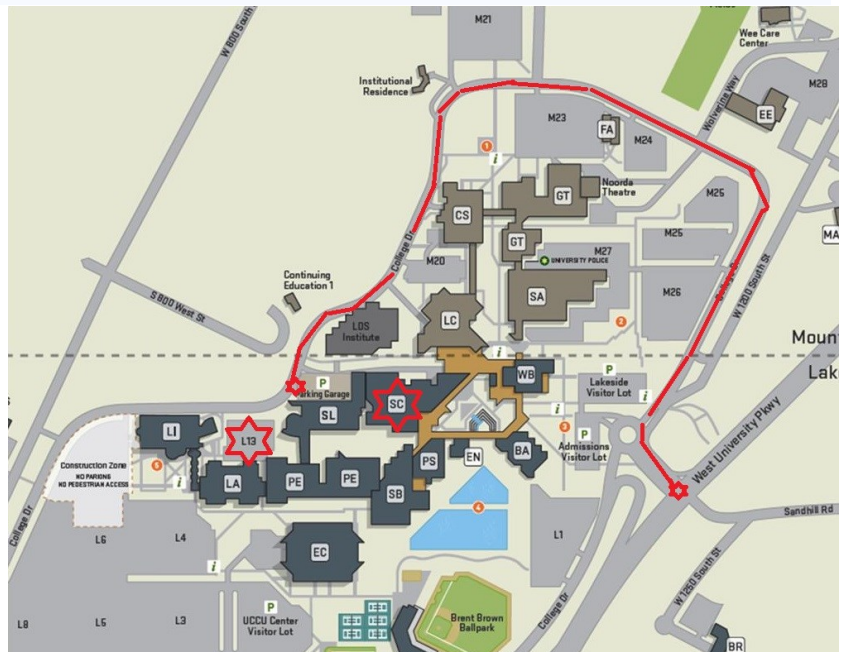 M21
Wee Care
Center
W 800 South
Institutional
Residence
M28
Wolverine Way
EE
M23
FA
M24
1
i
Noorda
Theatre
GT
CS
M26
GT
M27
UNIVERSITY POLICE
M25
MA
College Dr
M20
SA
M26
W 1200 South St
Continuing
Education 1
S 800 West St
LC
2
LDS
Institute
i
Moun
Lak
WB
P
Lakeside
Visitor Lot
P
Parking Garage
SC
SL
i
i
3
P
Admissions
Visitor Lot
LI
L13
West University Pkwy
EN
BA
PS
Construction Zone
NO PARKING
NO PEDESTRIAN ACCESS
5
i
LA
PE
PE
SB
4
Sandhill Rd
College Dr
L6
L4
EC
L1
i
W 1250 South St
P
UCCU Center
Visitor Lot
L8
L5
L3
College Dr
Brent Brown
Ballpark
BR